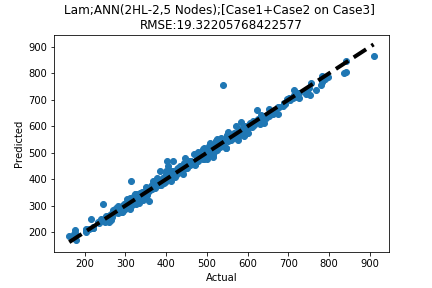 Lam;ANN(2HL-2,5 Nodes);[Case1+Case2 on Case3]
RMSE:19.32205768422577
900
800
700
600
500
400
300
200
Predicted
200 300 400 500 600 700 800 900
Actual